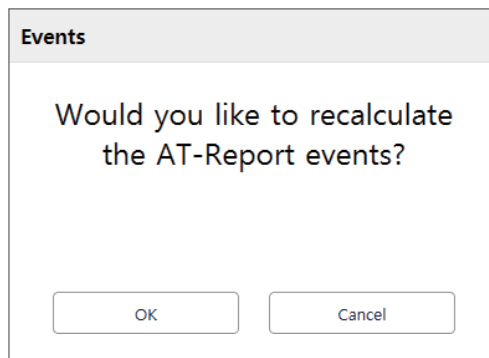 Events
Would you like to recalculate
the AT-Report events?
OK
Cancel